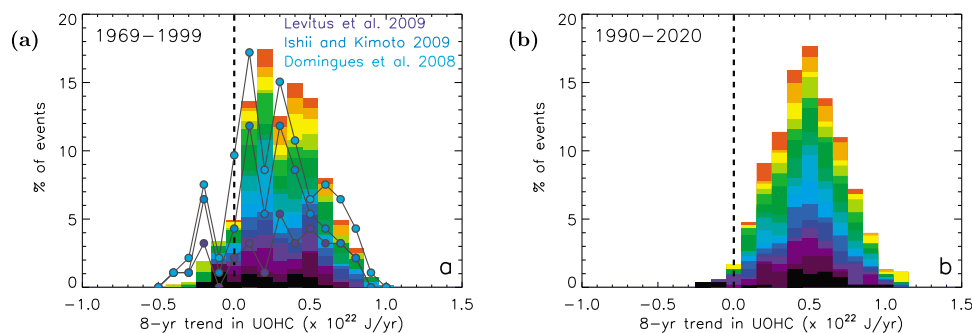 (a)
1969-1999
Levitus et al. 2009
Ishii and Kimoto 2009
Domingues et al. 2008
% of events
20
15
10
5
0
a
-1.0 -0.5 0.0 0.5 1.0 1.5
8-yr trend in UOHC (x 10²² J/yr)
(b)
1990-2020
% of events
20
15
10
5
0
b
-1.0 -0.5 0.0 0.5 1.0 1.5
8-yr trend in UOHC (x 10²² J/yr)